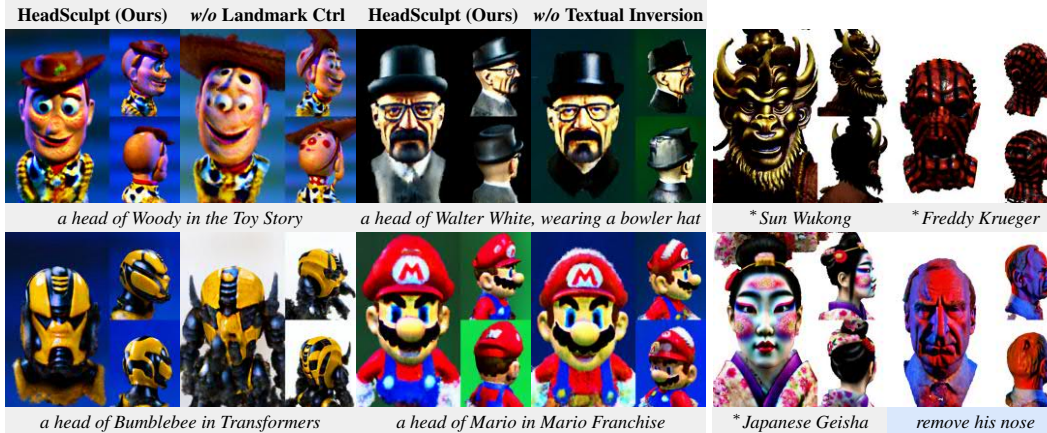 HeadSculpt (Ours) w/o Landmark Ctrl HeadSculpt (Ours) w/o Textual Inversion
a head of Woody in the Toy Story a head of Walter White, wearing a bowler hat * Sun Wukong * Freddy Krueger
M M
a head of Bumblebee in Transformers a head of Mario in Mario Franchise * Japanese Geisha remove his nose